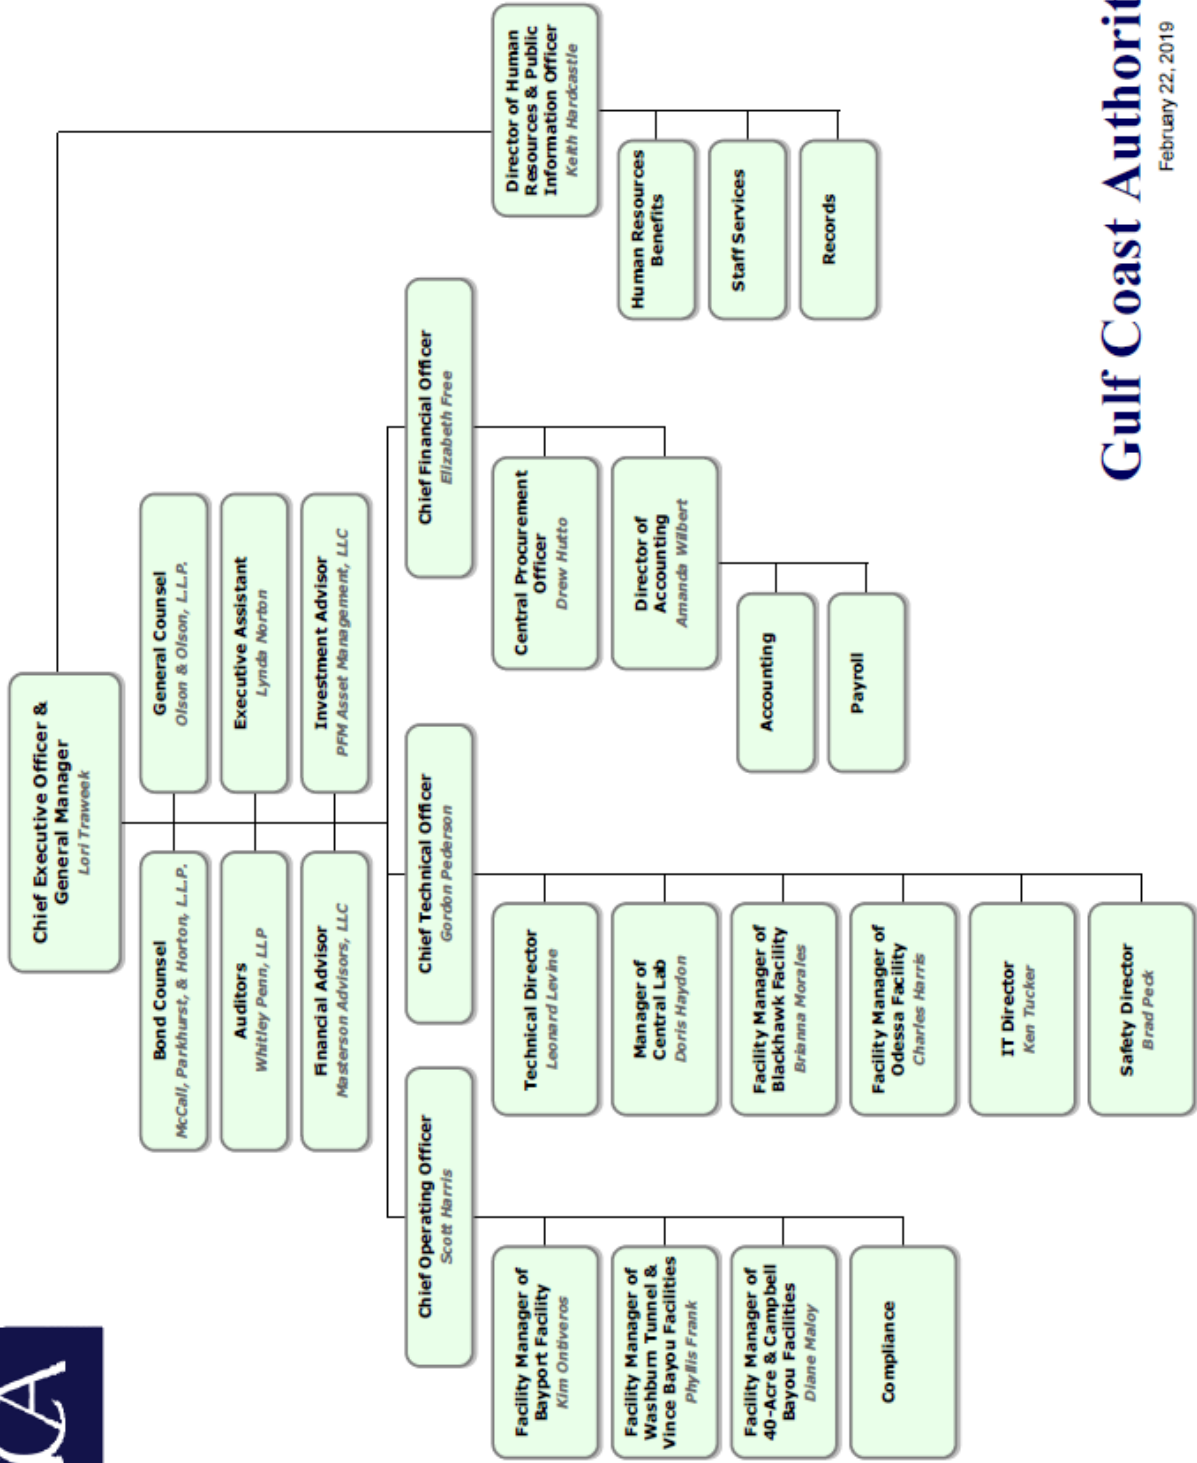 CA
Chief Executive Officer &
General Manager
Lori Traweek
Bond Counsel
McCall, Parkhurst, & Horton, L.L.P.
General Counsel
Olson & Olson, L.L.P.
Auditors
Whitley Penn, LLP
Executive Assistant
Lynda Norton
Financial Advisor
Masterson Advisors, LLC
Investment Advisor
PFM Asset Management, LLC
Chief Operating Officer
Scott Harris
Facility Manager of
Bayport Facility
Kim Ontiveros
Facility Manager of
Washburn Tunnel &
Vince Bayou Facilities
Phyllis Frank
Facility Manager of
40-Acre & Campbell
Bayou Facilities
Diane Maloy
Compliance
Chief Technical Officer
Gordon Pederson
Technical Director
Leonard Levine
Manager of
Central Lab
Doris Haydon
Facility Manager of
Blackhawk Facility
Brianna Morales
Facility Manager of
Odessa Facility
Charles Harris
IT Director
Ken Tucker
Safety Director
Brad Peck
Chief Financial Officer
Elizabeth Free
Central Procurement
Officer
Drew Hutto
Director of
Accounting
Amanda Wilbert
Accounting
Payroll
Director of Human
Resources & Public
Information Officer
Keith Hardcastle
Human Resources
Benefits
Staff Services
Records
Gulf Coast Authorit
February 22, 2019